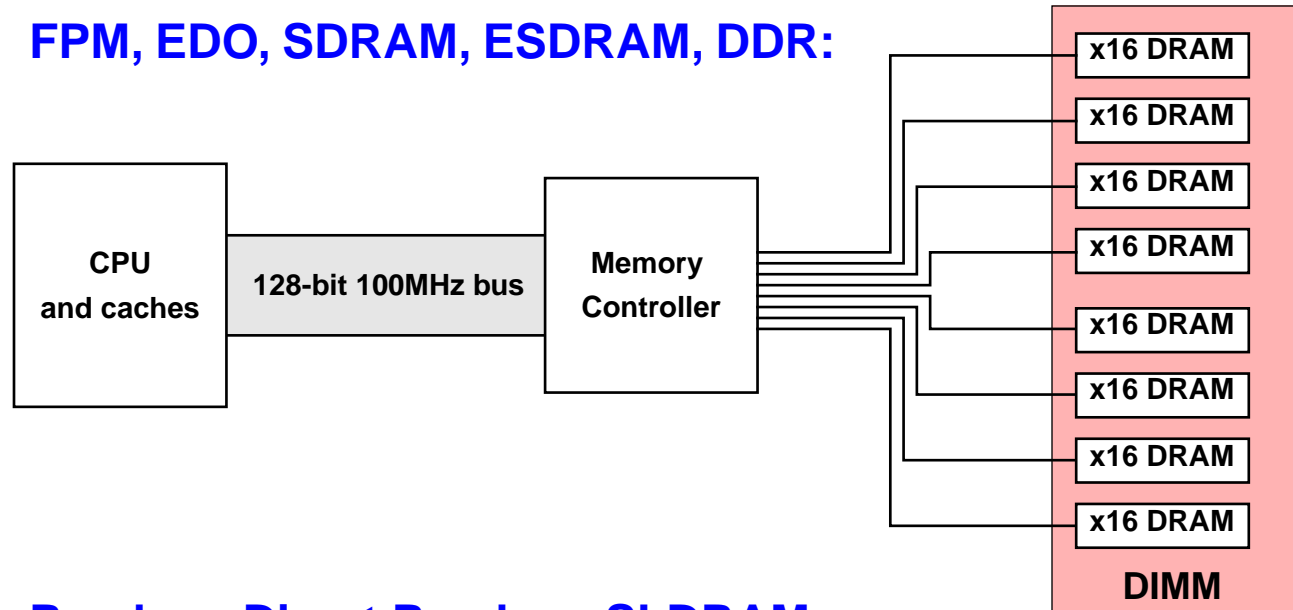 FPM, EDO, SDRAM, ESDRAM, DDR:
x16 DRAM
x16 DRAM
x16 DRAM
x16 DRAM
x16 DRAM
x16 DRAM
x16 DRAM
x16 DRAM
CPU
and caches
128-bit 100MHz bus
Memory
Controller
DIMM